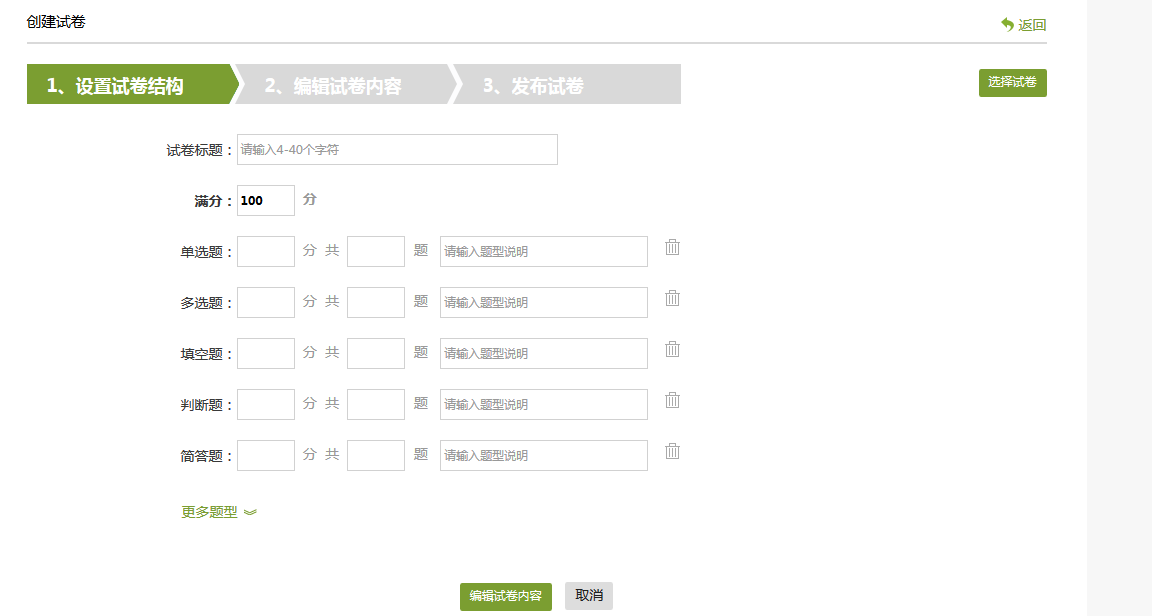 创建试卷
返回
1、设置试卷结构 2、编辑试卷内容 3、发布试卷
选择试卷
试卷标题： 请输入4-40个字符
满分： 100 分
单选题： 分 共 题 请输入题型说明
多选题： 分 共 题 请输入题型说明
填空题： 分 共 题 请输入题型说明
判断题： 分 共 题 请输入题型说明
简答题： 分 共 题 请输入题型说明
更多题型
编辑试卷内容 取消